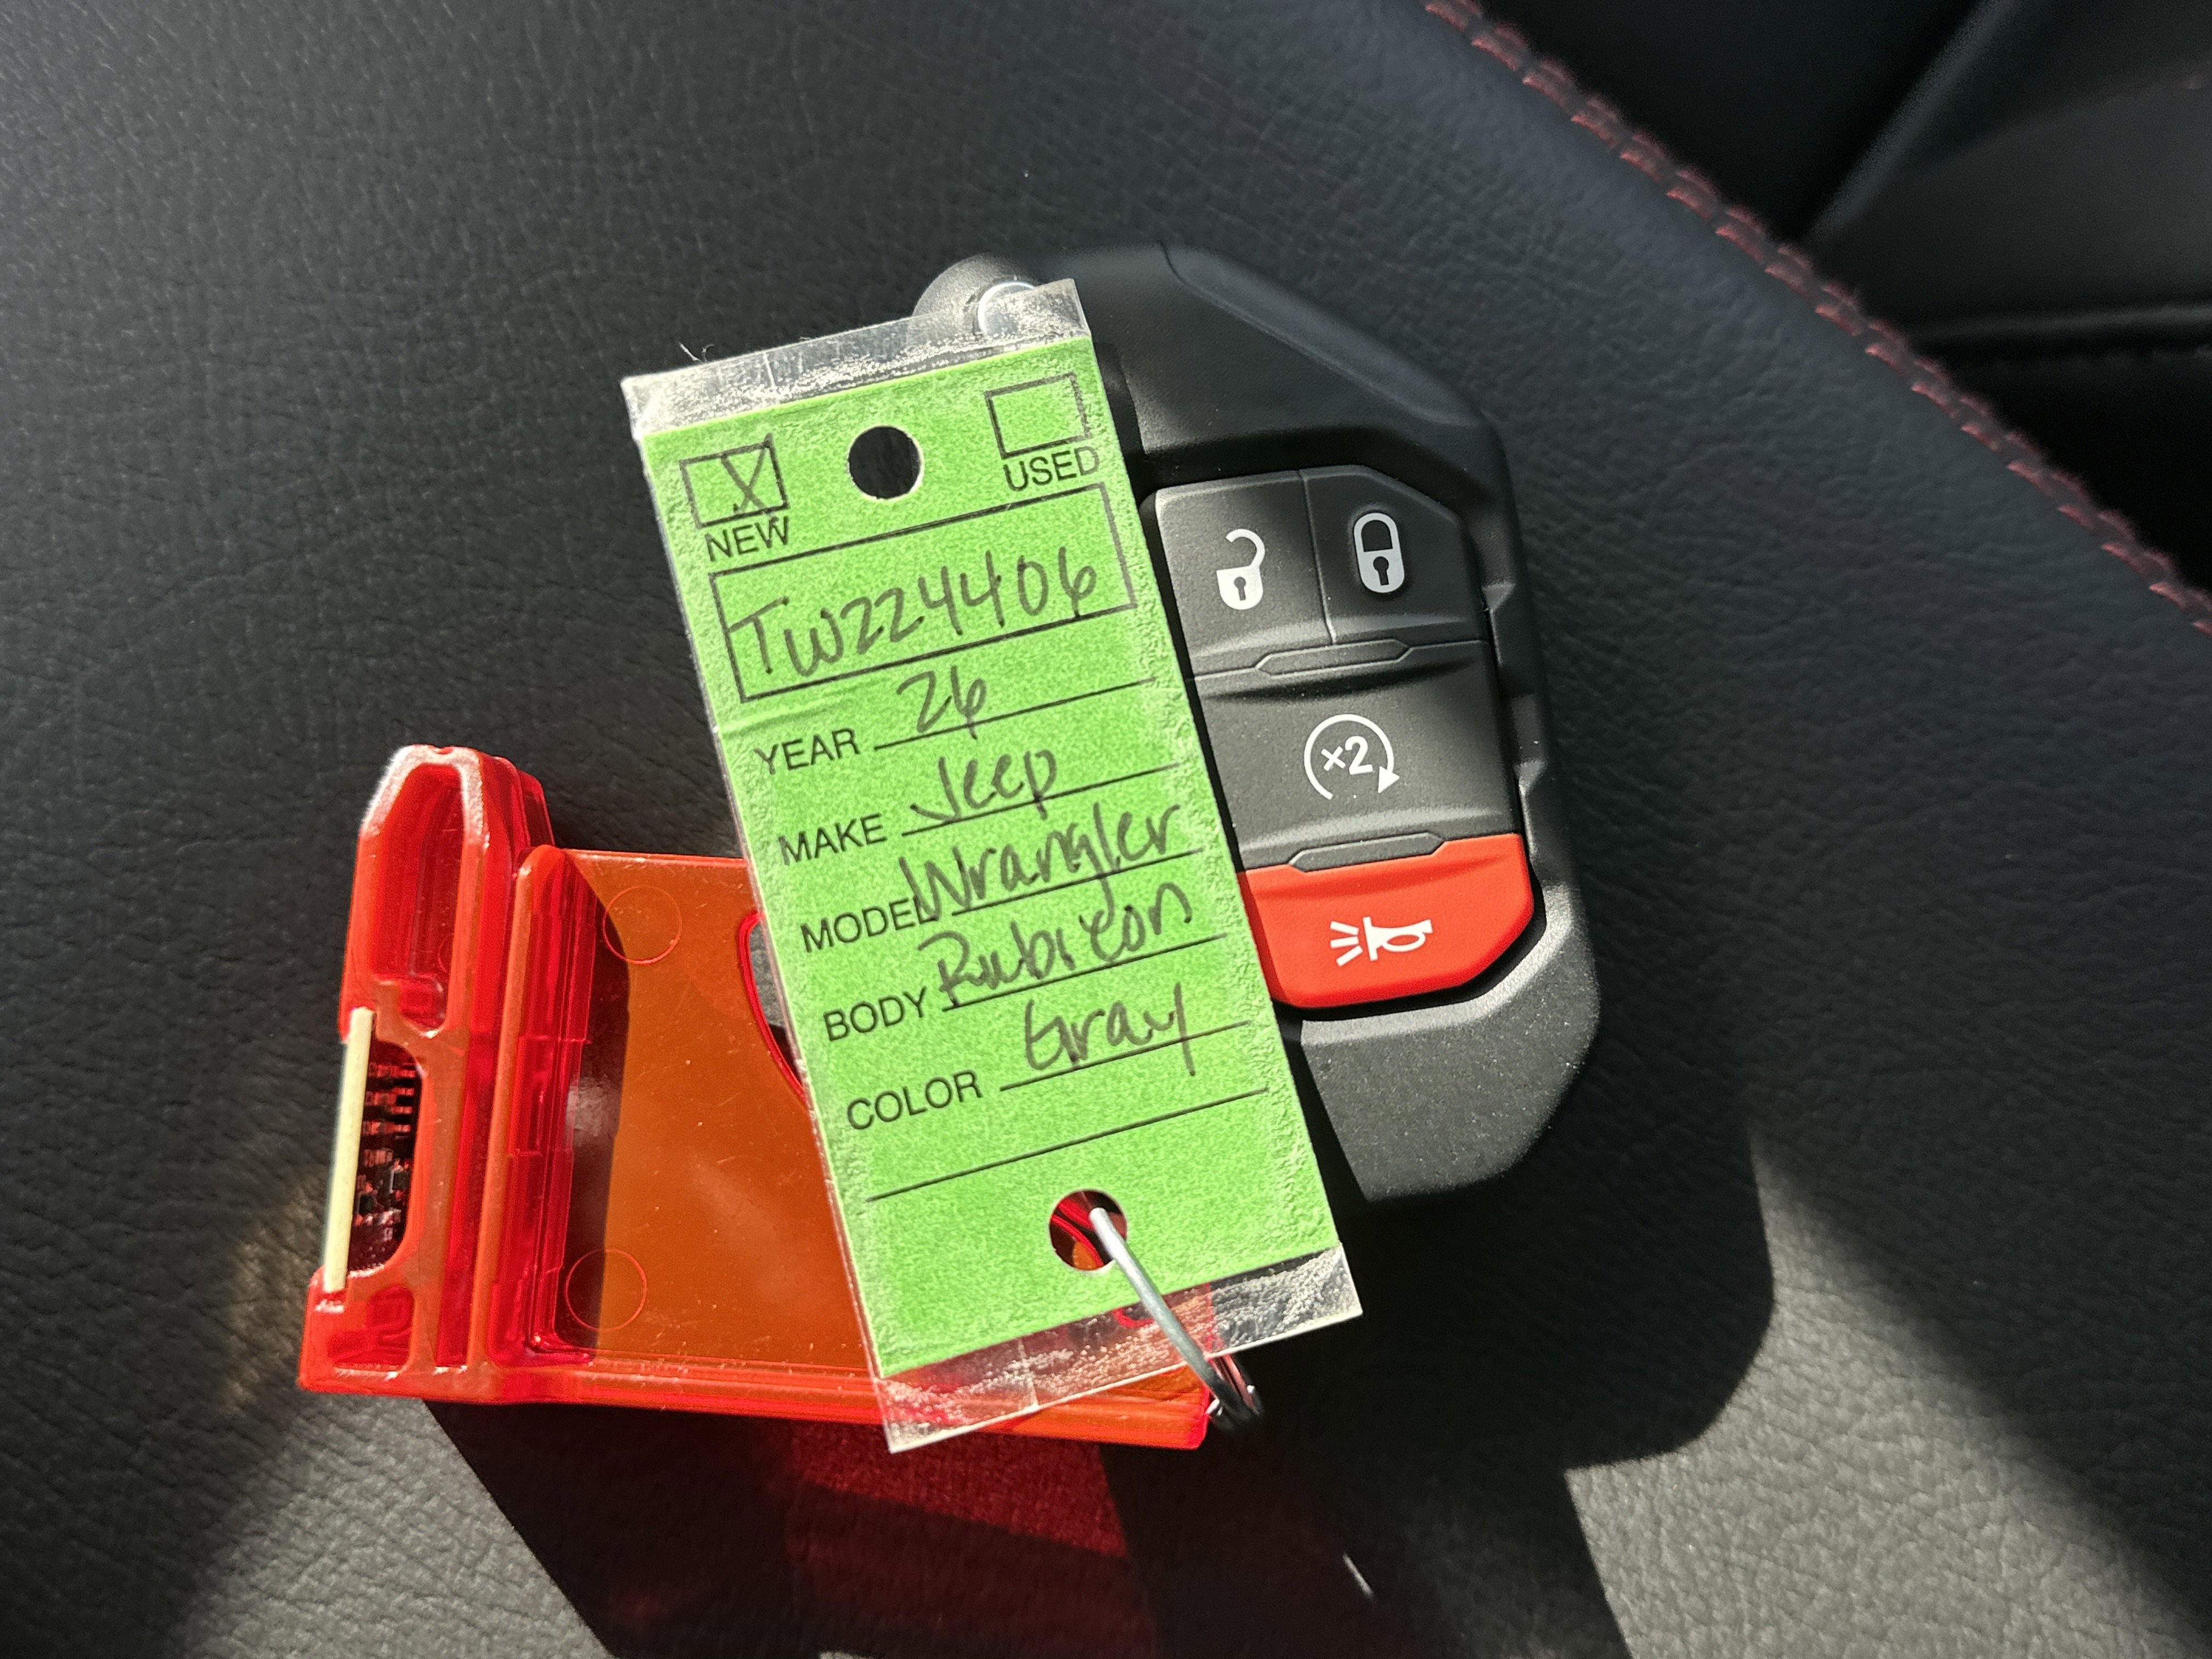 NEW USED
TW224406
YEAR 26
MAKE Jeep
MODEL Wrangler
BODY Rubicon
COLOR Gray
×2